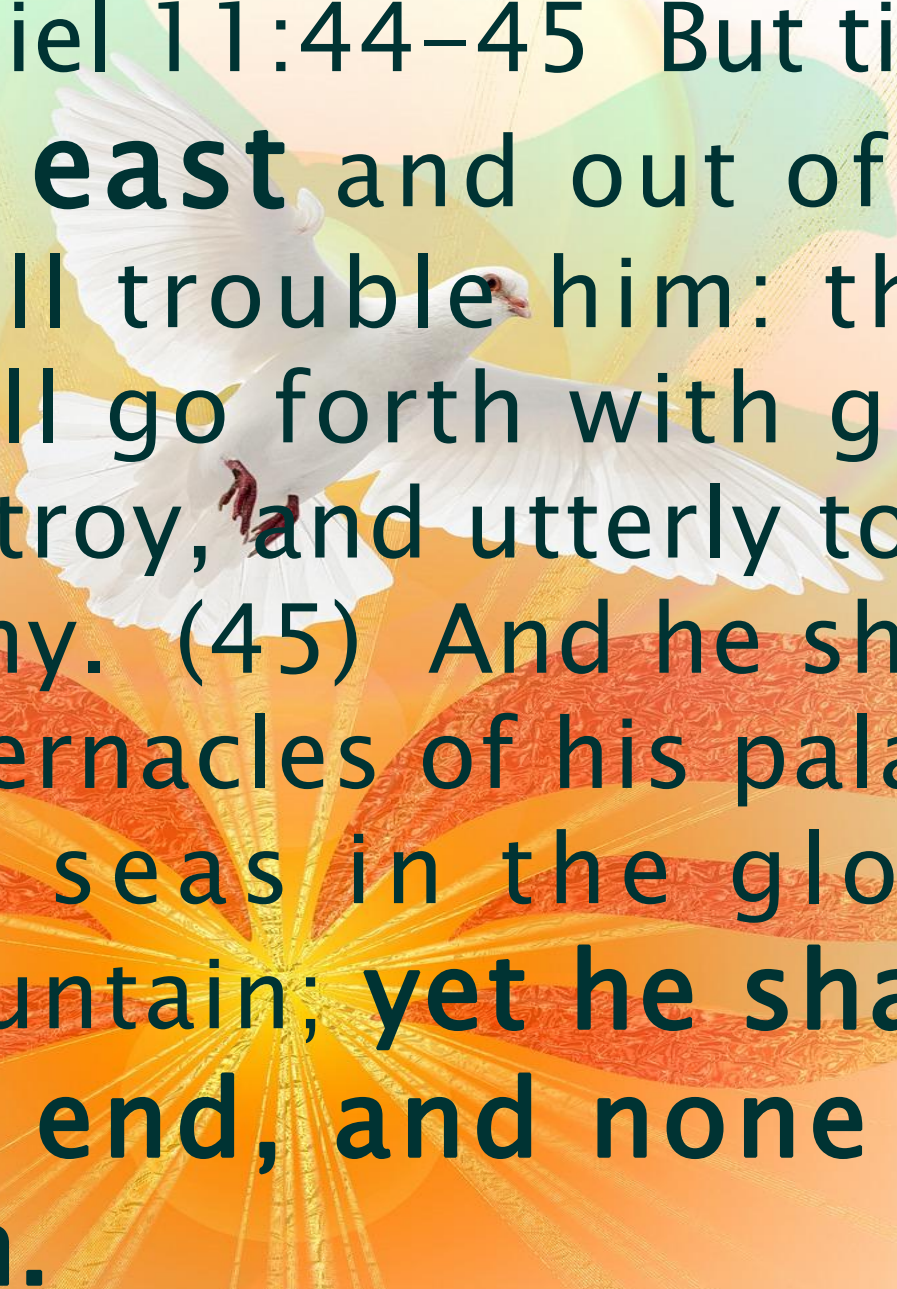 iel 11:44-45 But ti
east and out of
ll trouble him: th
ll go forth with g
troy, and utterly to
ny. (45) And he sh
ernacles of his pala
seas in the glo
untain; yet he sha
end, and none
.